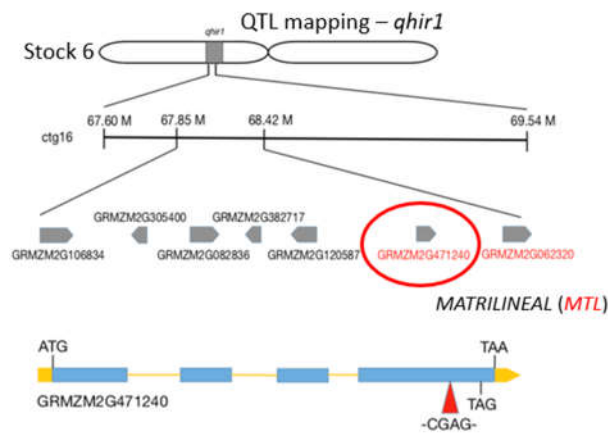 QTL mapping – qhir1
qhir1
Stock 6
67.60 M 67.85 M 68.42 M 69.54 M
ctg16
GRMZM2G305400 GRMZM2G382717
GRMZM2G106834 GRMZM2G082836 GRMZM2G120587 GRMZM2G471240 GRMZM2G062320
MATRILINEAL (MTL)
ATG TAA
GRMZM2G471240 TAG
-CGAG-